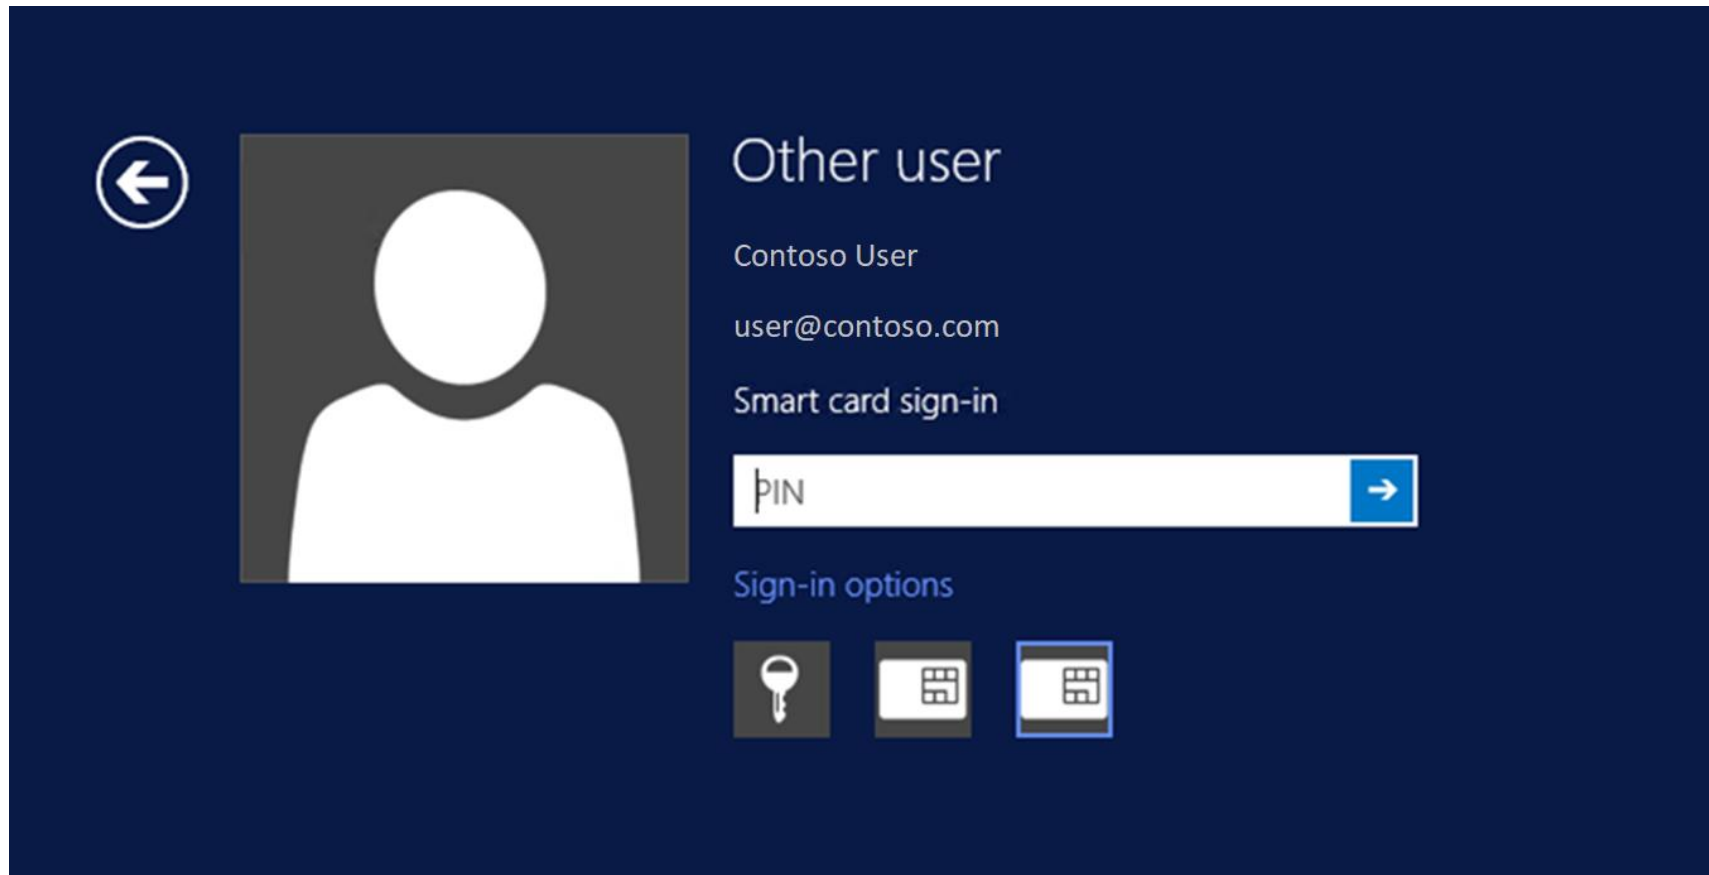 Other user
Contoso User
user@contoso.com
Smart card sign-in
PIN
Sign-in options